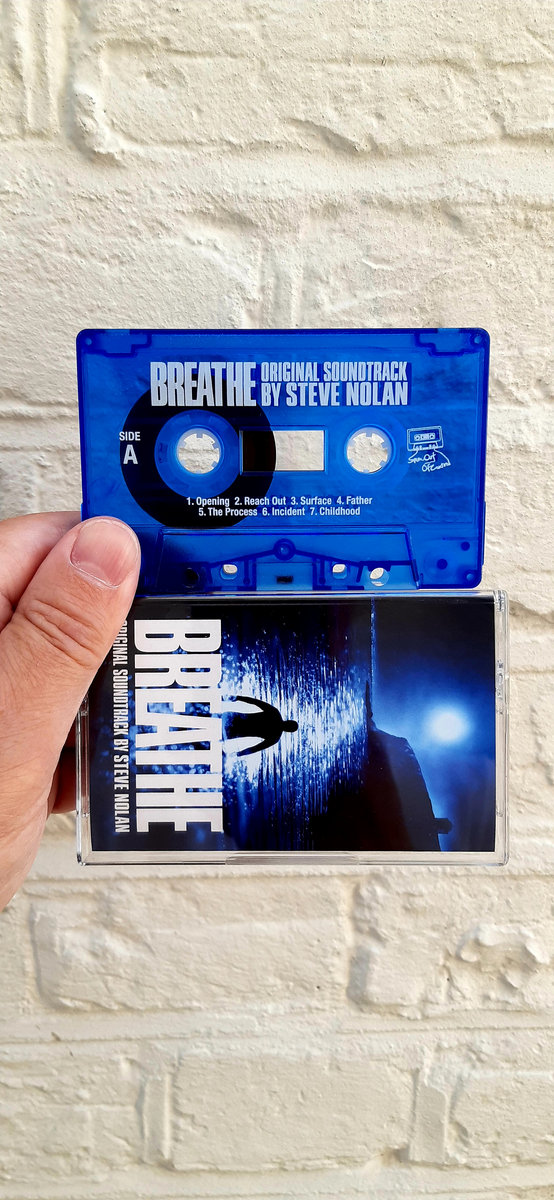 BREATHE ORIGINAL SOUNDTRACK
BY STEVE NOLAN
SIDE
A
1. Opening 2. Reach Out 3. Surface 4. Father
5. The Process 6. Incident 7. Childhood
BREATHE
ORIGINAL SOUNDTRACK BY STEVE NOLAN